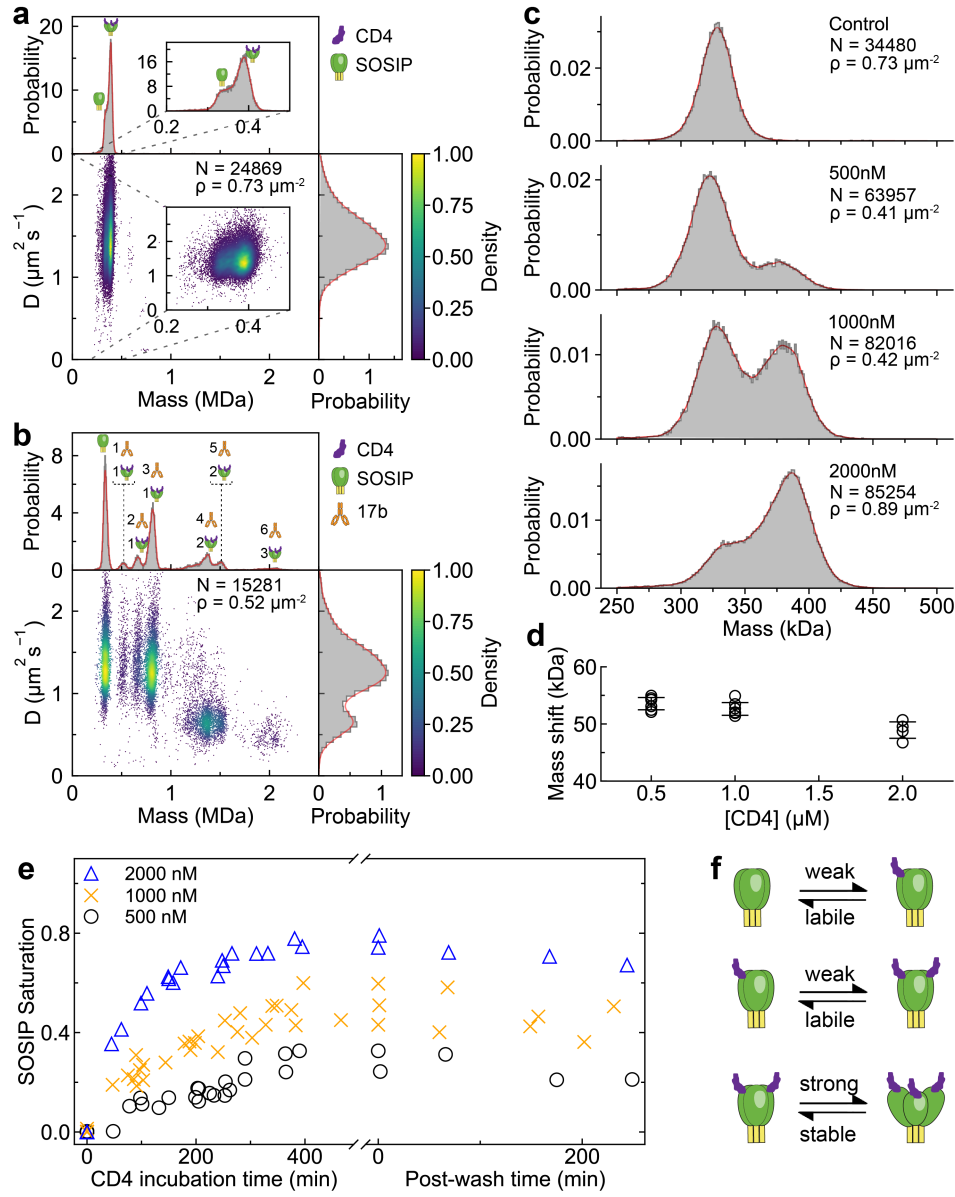 a
20
10
0
Probability
16
8
0
0.2
0.4
CD4
SOSIP
2
1
0
D (µm² s⁻¹)
N = 24869
ρ = 0.73 µm⁻²
2
1
0
0.2
0.4
0
1
2
Mass (MDa)
0
1
Probability
1.00
0.75
0.50
0.25
0.00
Density
b
8
4
0
Probability
1
1
2
1
3
1
4
2
5
2
6
3
CD4
SOSIP
17b
2
1
0
D (µm² s⁻¹)
N = 15281
ρ = 0.52 µm⁻²
0
1
2
Mass (MDa)
0
1
Probability
1.00
0.75
0.50
0.25
0.00
Density
c
Probability
0.02
0.00
Control
N = 34480
ρ = 0.73 µm⁻²
Probability
0.02
0.00
500nM
N = 63957
ρ = 0.41 µm⁻²
Probability
0.01
0.00
1000nM
N = 82016
ρ = 0.42 µm⁻²
Probability
0.01
0.00
2000nM
N = 85254
ρ = 0.89 µm⁻²
250
300
350
400
450
500
Mass (kDa)
d
Mass shift (kDa)
60
50
40
0.5
1.0
1.5
2.0
[CD4] (µM)
e
2000 nM
1000 nM
500 nM
SOSIP Saturation
0.8
0.4
0.0
0
200
400
0
200
CD4 incubation time (min)
Post-wash time (min)
f
weak
labile
weak
labile
strong
stable